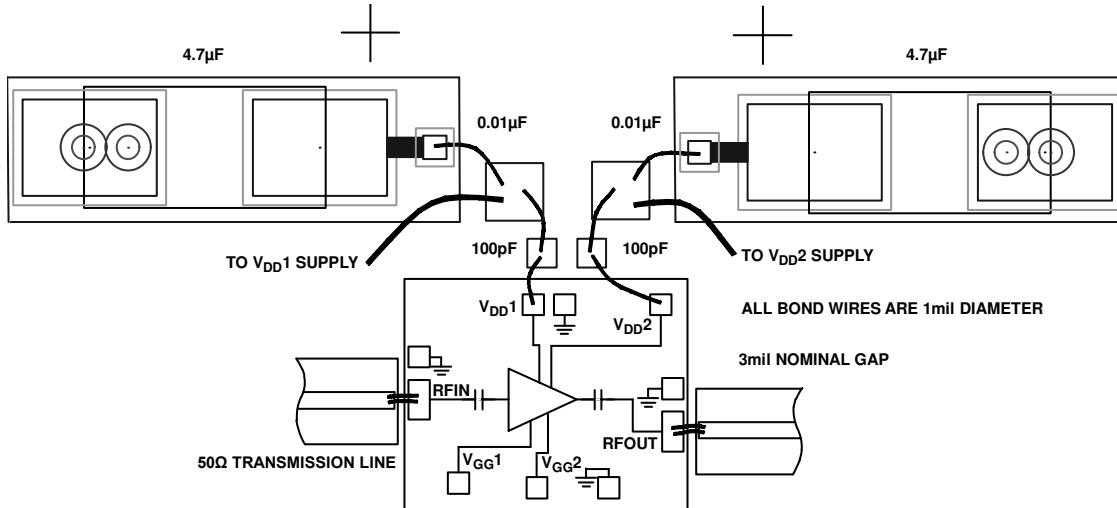 4.7µF
4.7µF
0.01µF
0.01µF
100pF
100pF
TO VDD1 SUPPLY
TO VDD2 SUPPLY
VDD1
VDD2
ALL BOND WIRES ARE 1mil DIAMETER
3mil NOMINAL GAP
RFIN
RFOUT
50Ω TRANSMISSION LINE
VGG1
VGG2